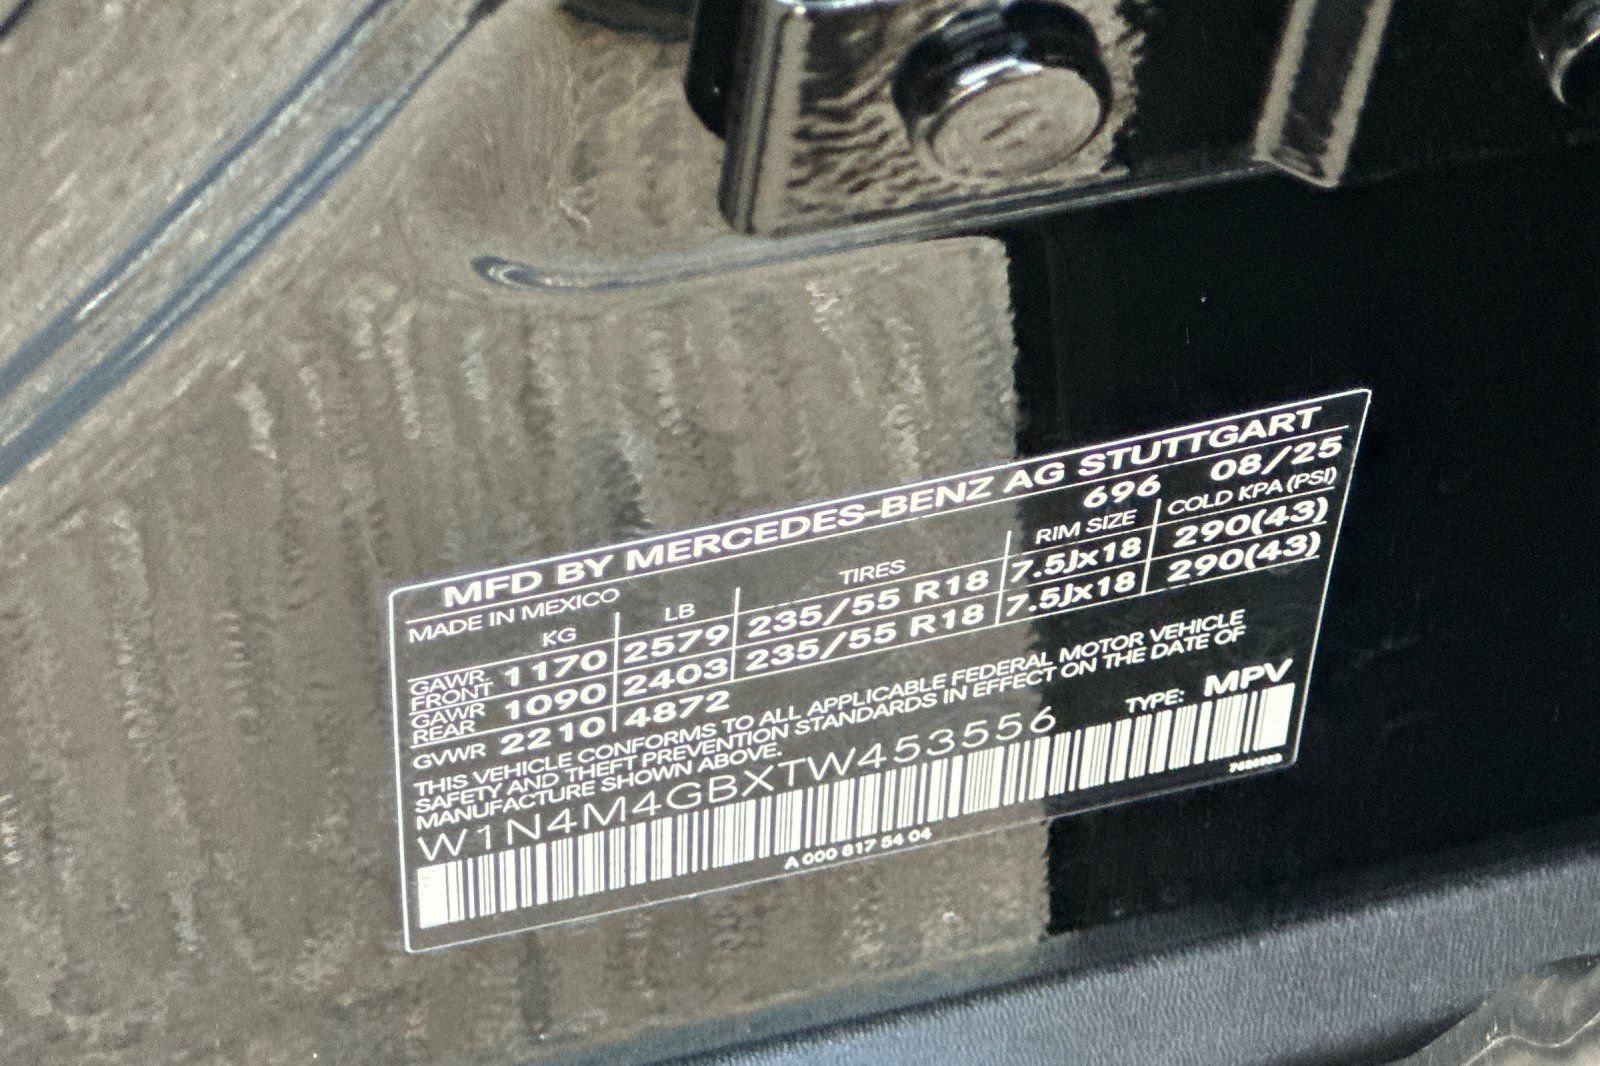 MFD BY MERCEDES-BENZ AG STUTTGART
MADE IN MEXICO 696 08/25
KG LB TIRES RIM SIZE COLD KPA (PSI)
GAWR FRONT 1170 2579 235/55 R18 7.5Jx18 290(43)
GAWR REAR 1090 2403 235/55 R18 7.5Jx18 290(43)
GVWR 2210 4872
THIS VEHICLE CONFORMS TO ALL APPLICABLE FEDERAL MOTOR VEHICLE
SAFETY AND THEFT PREVENTION STANDARDS IN EFFECT ON THE DATE OF
MANUFACTURE SHOWN ABOVE.
W1N4M4GBXTW453556 TYPE: MPV
A 000 817 54 04